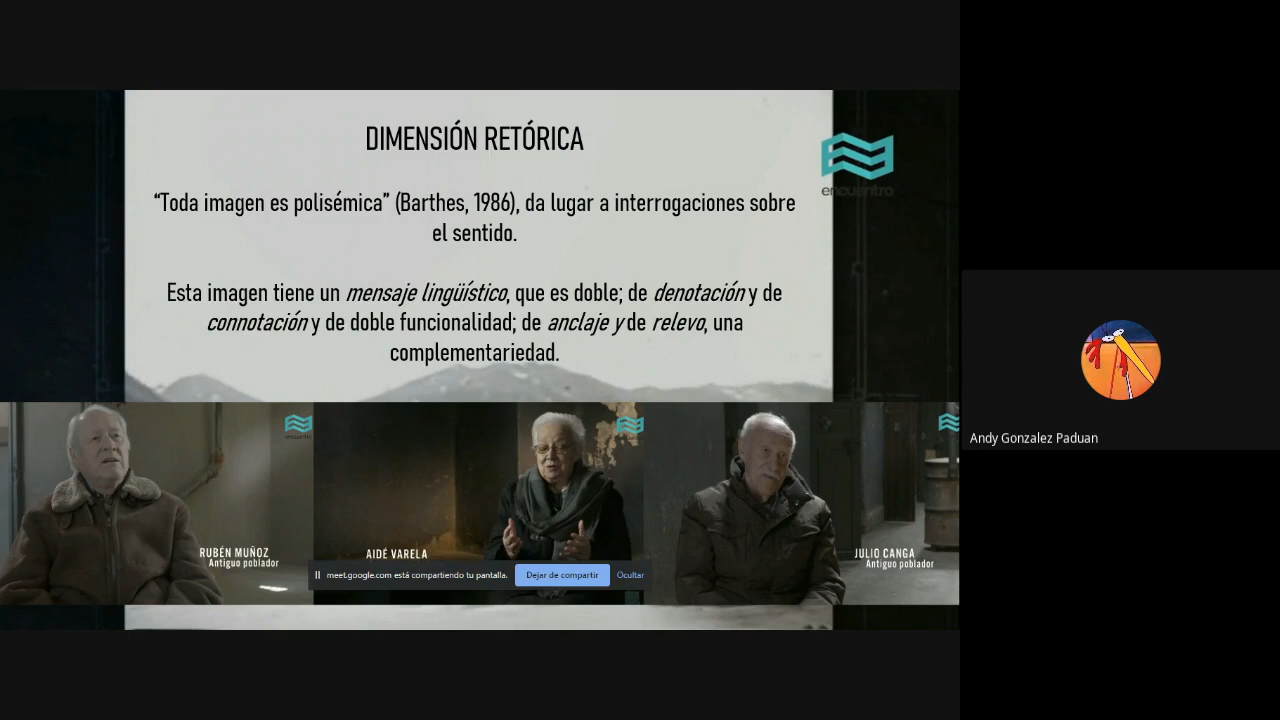 DIMENSIÓN RETÓRICA
encuentro
“Toda imagen es polisémica” (Barthes, 1986), da lugar a interrogaciones sobre
el sentido.
Esta imagen tiene un mensaje lingüístico, que es doble; de denotación y de
connotación y de doble funcionalidad; de anclaje y de relevo, una
complementariedad.
encuentro
RUBÉN MUÑOZ
Antiguo poblador
AIDÉ VARELA
JULIO CANGA
Antiguo poblador
meet.google.com está compartiendo tu pantalla.
Dejar de compartir
Ocultar
Andy Gonzalez Paduan